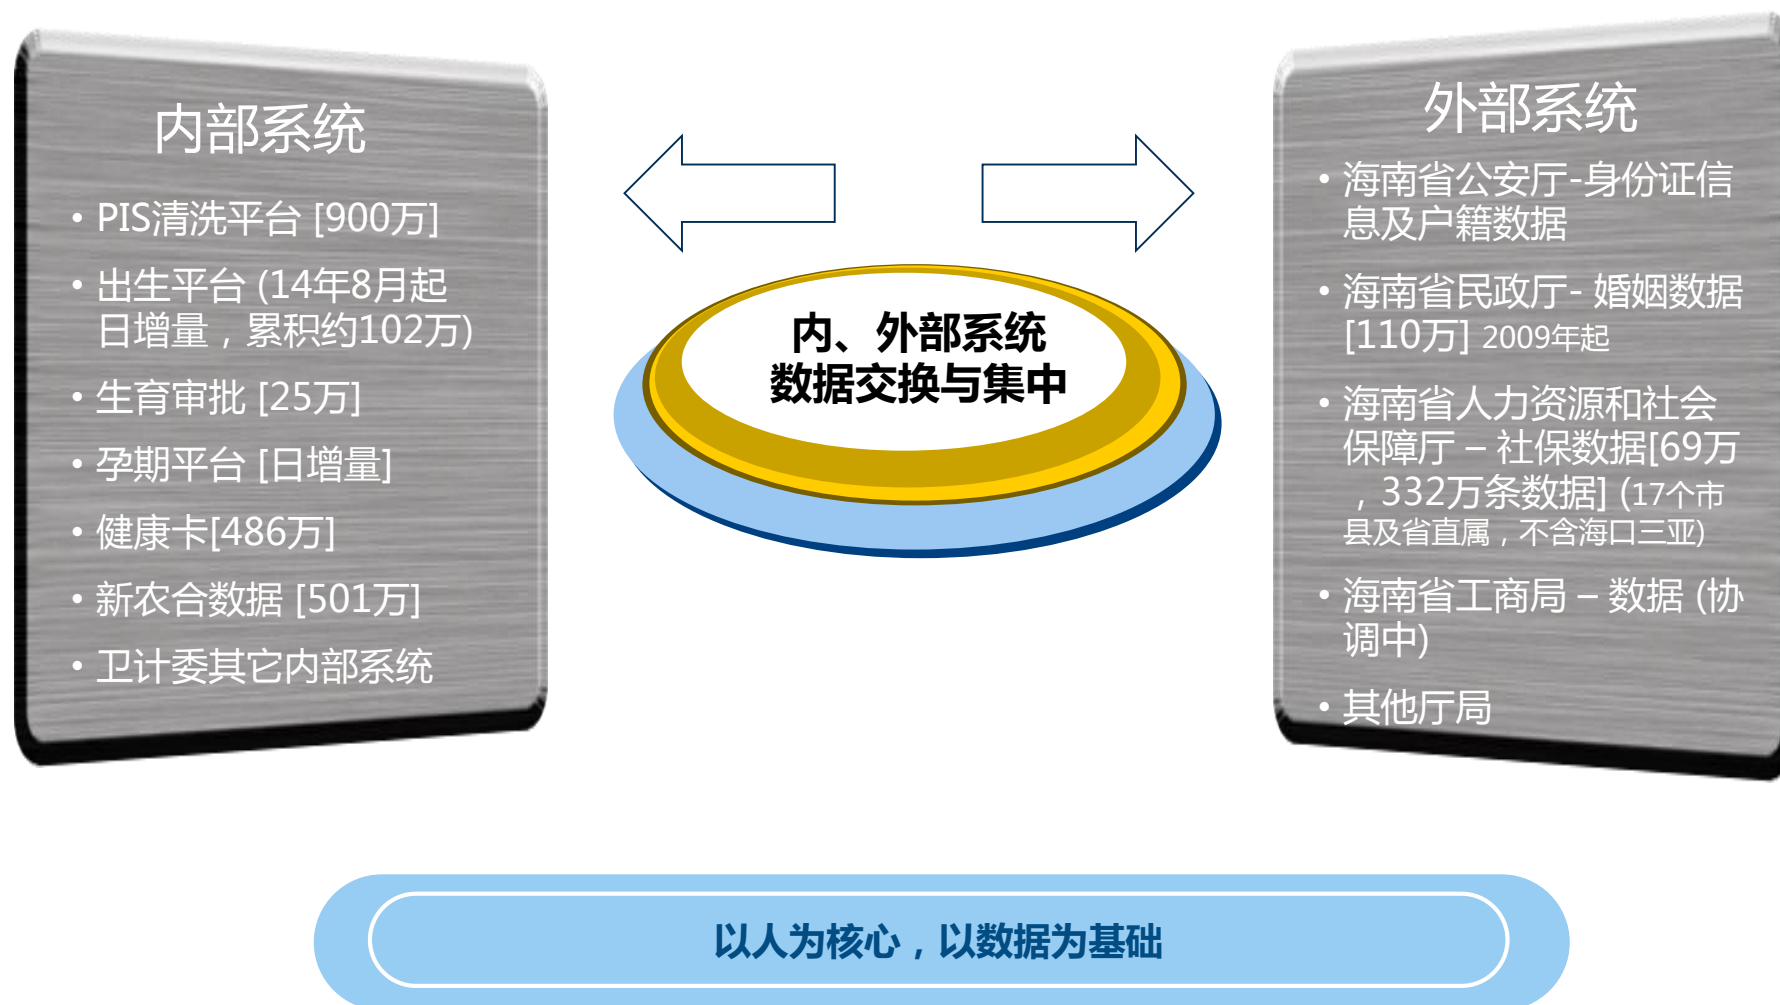 内部系统
• PIS清洗平台 [900万]
• 出生平台 (14年8月起
日增量，累积约102万)
• 生育审批 [25万]
• 孕期平台 [日增量]
• 健康卡[486万]
• 新农合数据 [501万]
• 卫计委其它内部系统
内、外部系统
数据交换与集中
外部系统
• 海南省公安厅-身份证信
息及户籍数据
• 海南省民政厅- 婚姻数据
[110万] 2009年起
• 海南省人力资源和社会
保障厅 – 社保数据[69万
，332万条数据] (17个市
县及省直属，不含海口三亚)
• 海南省工商局 – 数据 (协
调中)
• 其他厅局
以人为核心，以数据为基础